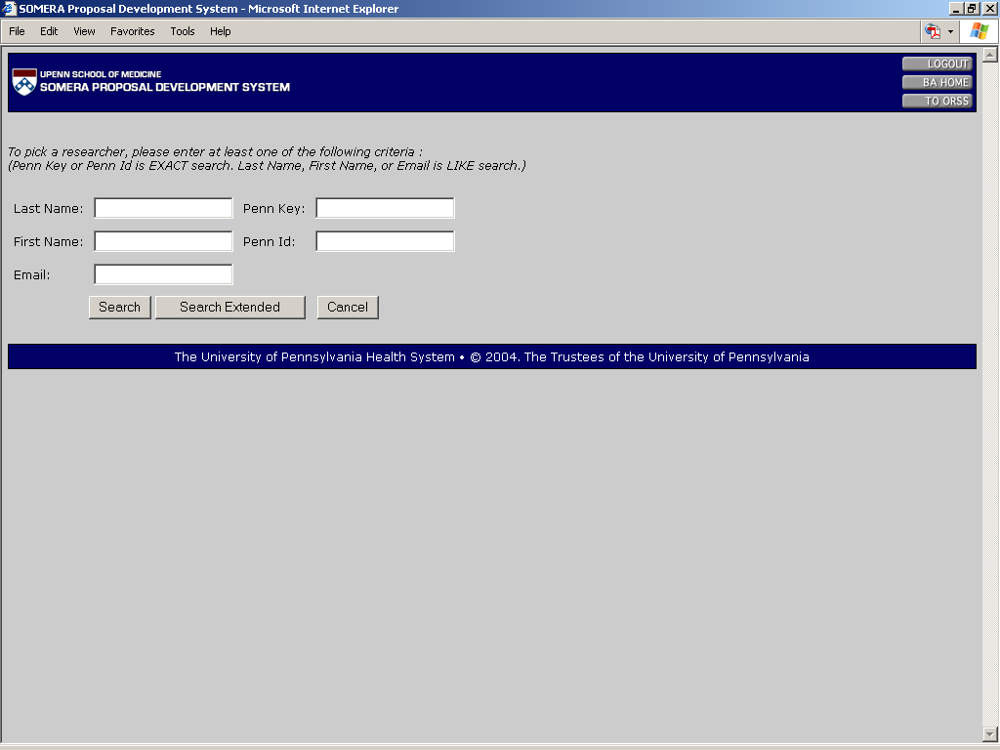 SOMERA Proposal Development System - Microsoft Internet Explorer
File Edit View Favorites Tools Help
UPENN SCHOOL OF MEDICINE
SOMERA PROPOSAL DEVELOPMENT SYSTEM
LOGOUT
BA HOME
TO ORSS
To pick a researcher, please enter at least one of the following criteria :
(Penn Key or Penn Id is EXACT search. Last Name, First Name, or Email is LIKE search.)
Last Name: Penn Key:
First Name: Penn Id:
Email:
Search Search Extended Cancel
The University of Pennsylvania Health System • © 2004. The Trustees of the University of Pennsylvania